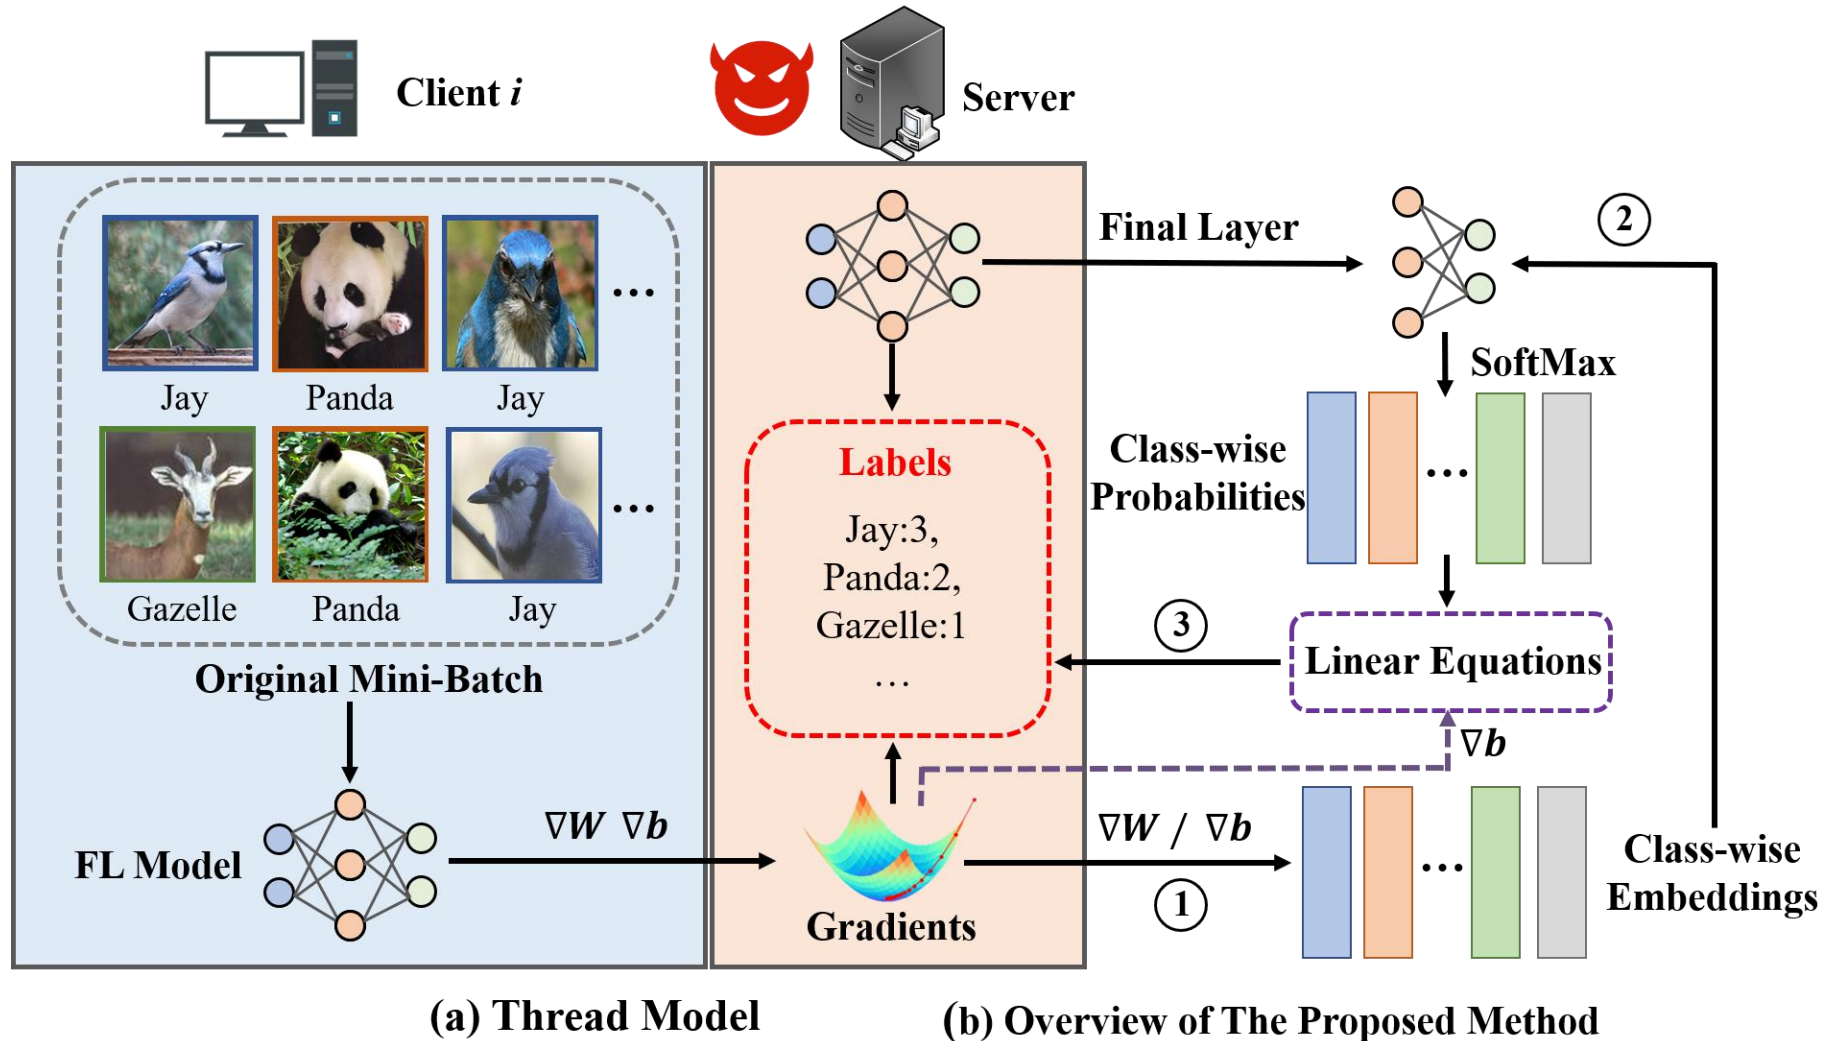 Client i
Server
Jay
Panda
Jay
...
Gazelle
Panda
Jay
...
Original Mini-Batch
FL Model
∇W ∇b
Labels
Jay:3,
Panda:2,
Gazelle:1
...
Gradients
Final Layer
②
SoftMax
Class-wise
Probabilities
...
③
Linear Equations
∇b
∇W / ∇b
①
...
Class-wise
Embeddings
(a) Thread Model
(b) Overview of The Proposed Method